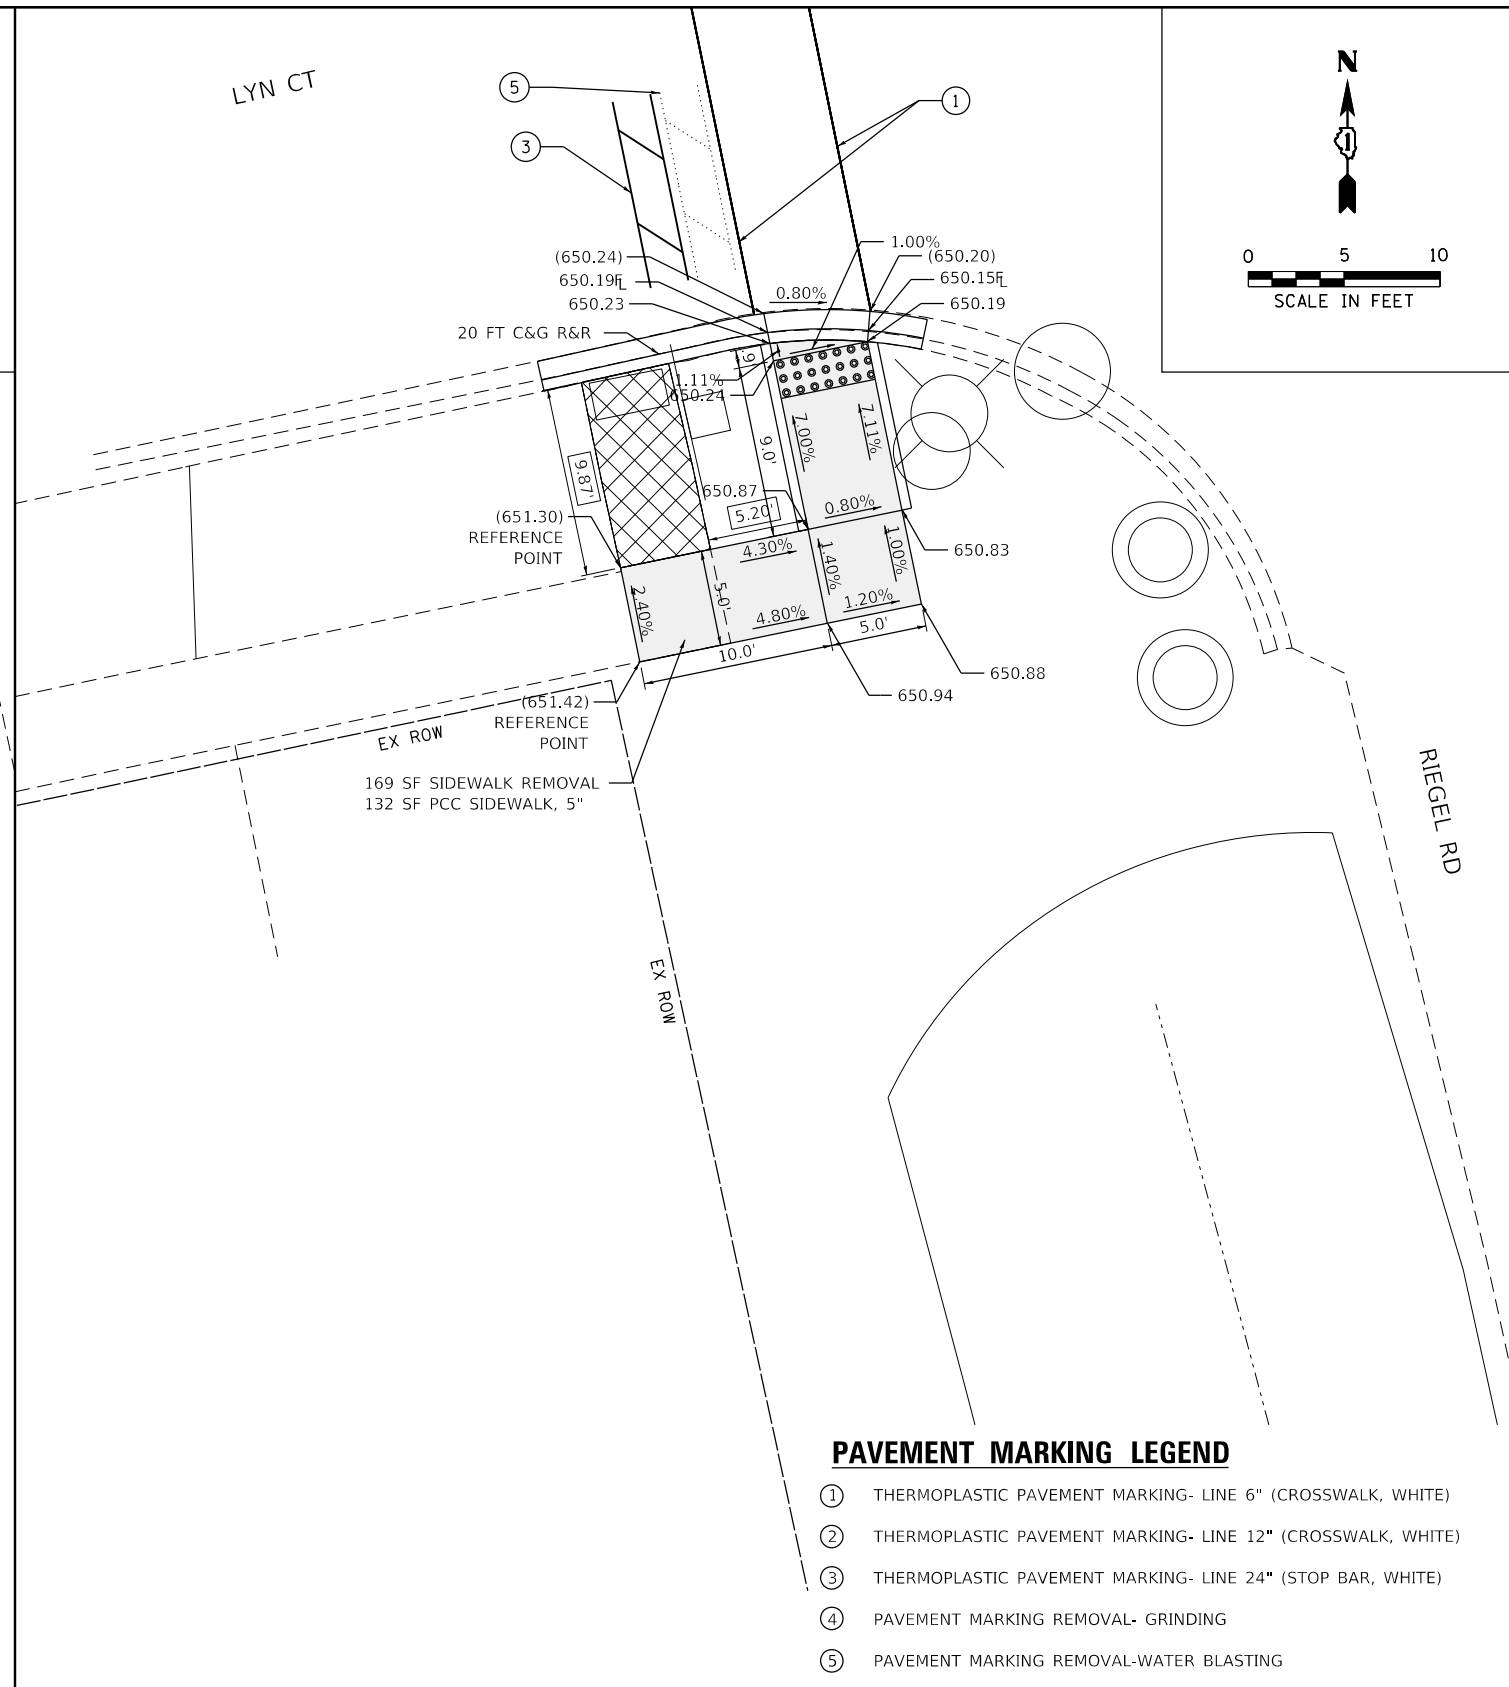 LYN CT
5
3
1
N
1
0 5 10
SCALE IN FEET
(650.24)
650.19FL
650.23
20 FT C&G R&R
0.80%
1.00%
(650.20)
650.15FL
650.19
1.11%
650.24
9.87'
9.0'
7.00%
7.11%
650.87
5.20'
0.80%
(651.30)
REFERENCE
POINT
4.30%
1.40%
1.00%
650.83
2.40%
5.0'
4.80%
1.20%
10.0'
5.0'
650.88
650.94
(651.42)
REFERENCE
POINT
EX ROW
169 SF SIDEWALK REMOVAL
132 SF PCC SIDEWALK, 5"
RIEGEL RD
EX ROW
PAVEMENT MARKING LEGEND
1 THERMOPLASTIC PAVEMENT MARKING- LINE 6" (CROSSWALK, WHITE)
2 THERMOPLASTIC PAVEMENT MARKING- LINE 12" (CROSSWALK, WHITE)
3 THERMOPLASTIC PAVEMENT MARKING- LINE 24" (STOP BAR, WHITE)
4 PAVEMENT MARKING REMOVAL- GRINDING
5 PAVEMENT MARKING REMOVAL-WATER BLASTING